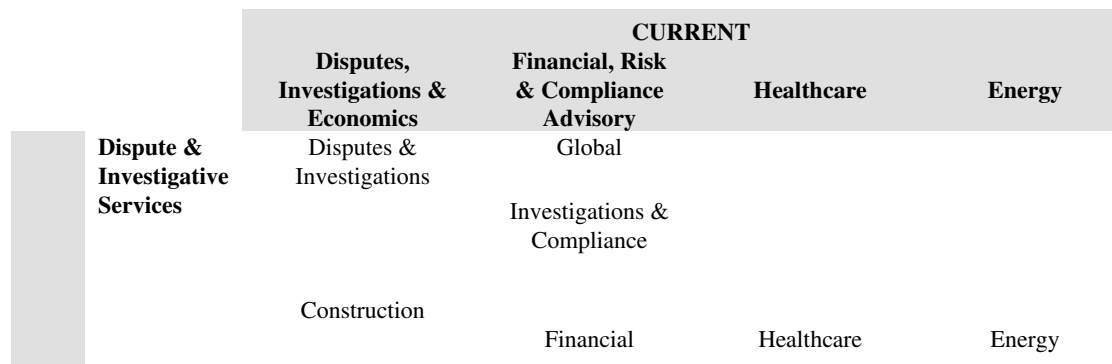 CURRENT
Disputes, Investigations & Economics
Financial, Risk & Compliance Advisory
Healthcare
Energy
Dispute & Investigative Services
Disputes & Investigations
Global
Investigations & Compliance
Construction
Financial
Healthcare
Energy